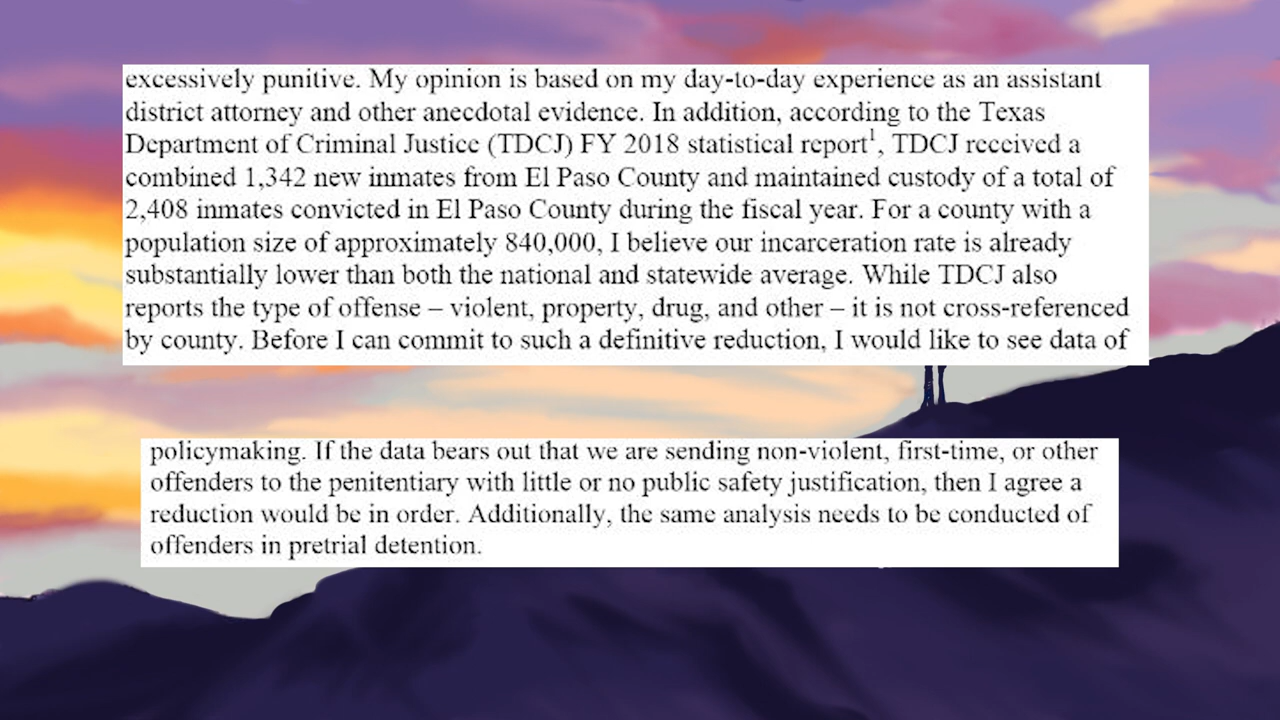 excessively punitive. My opinion is based on my day-to-day experience as an assistant
district attorney and other anecdotal evidence. In addition, according to the Texas
Department of Criminal Justice (TDCJ) FY 2018 statistical report¹, TDCJ received a
combined 1,342 new inmates from El Paso County and maintained custody of a total of
2,408 inmates convicted in El Paso County during the fiscal year. For a county with a
population size of approximately 840,000, I believe our incarceration rate is already
substantially lower than both the national and statewide average. While TDCJ also
reports the type of offense – violent, property, drug, and other – it is not cross-referenced
by county. Before I can commit to such a definitive reduction, I would like to see data of
policymaking. If the data bears out that we are sending non-violent, first-time, or other
offenders to the penitentiary with little or no public safety justification, then I agree a
reduction would be in order. Additionally, the same analysis needs to be conducted of
offenders in pretrial detention.